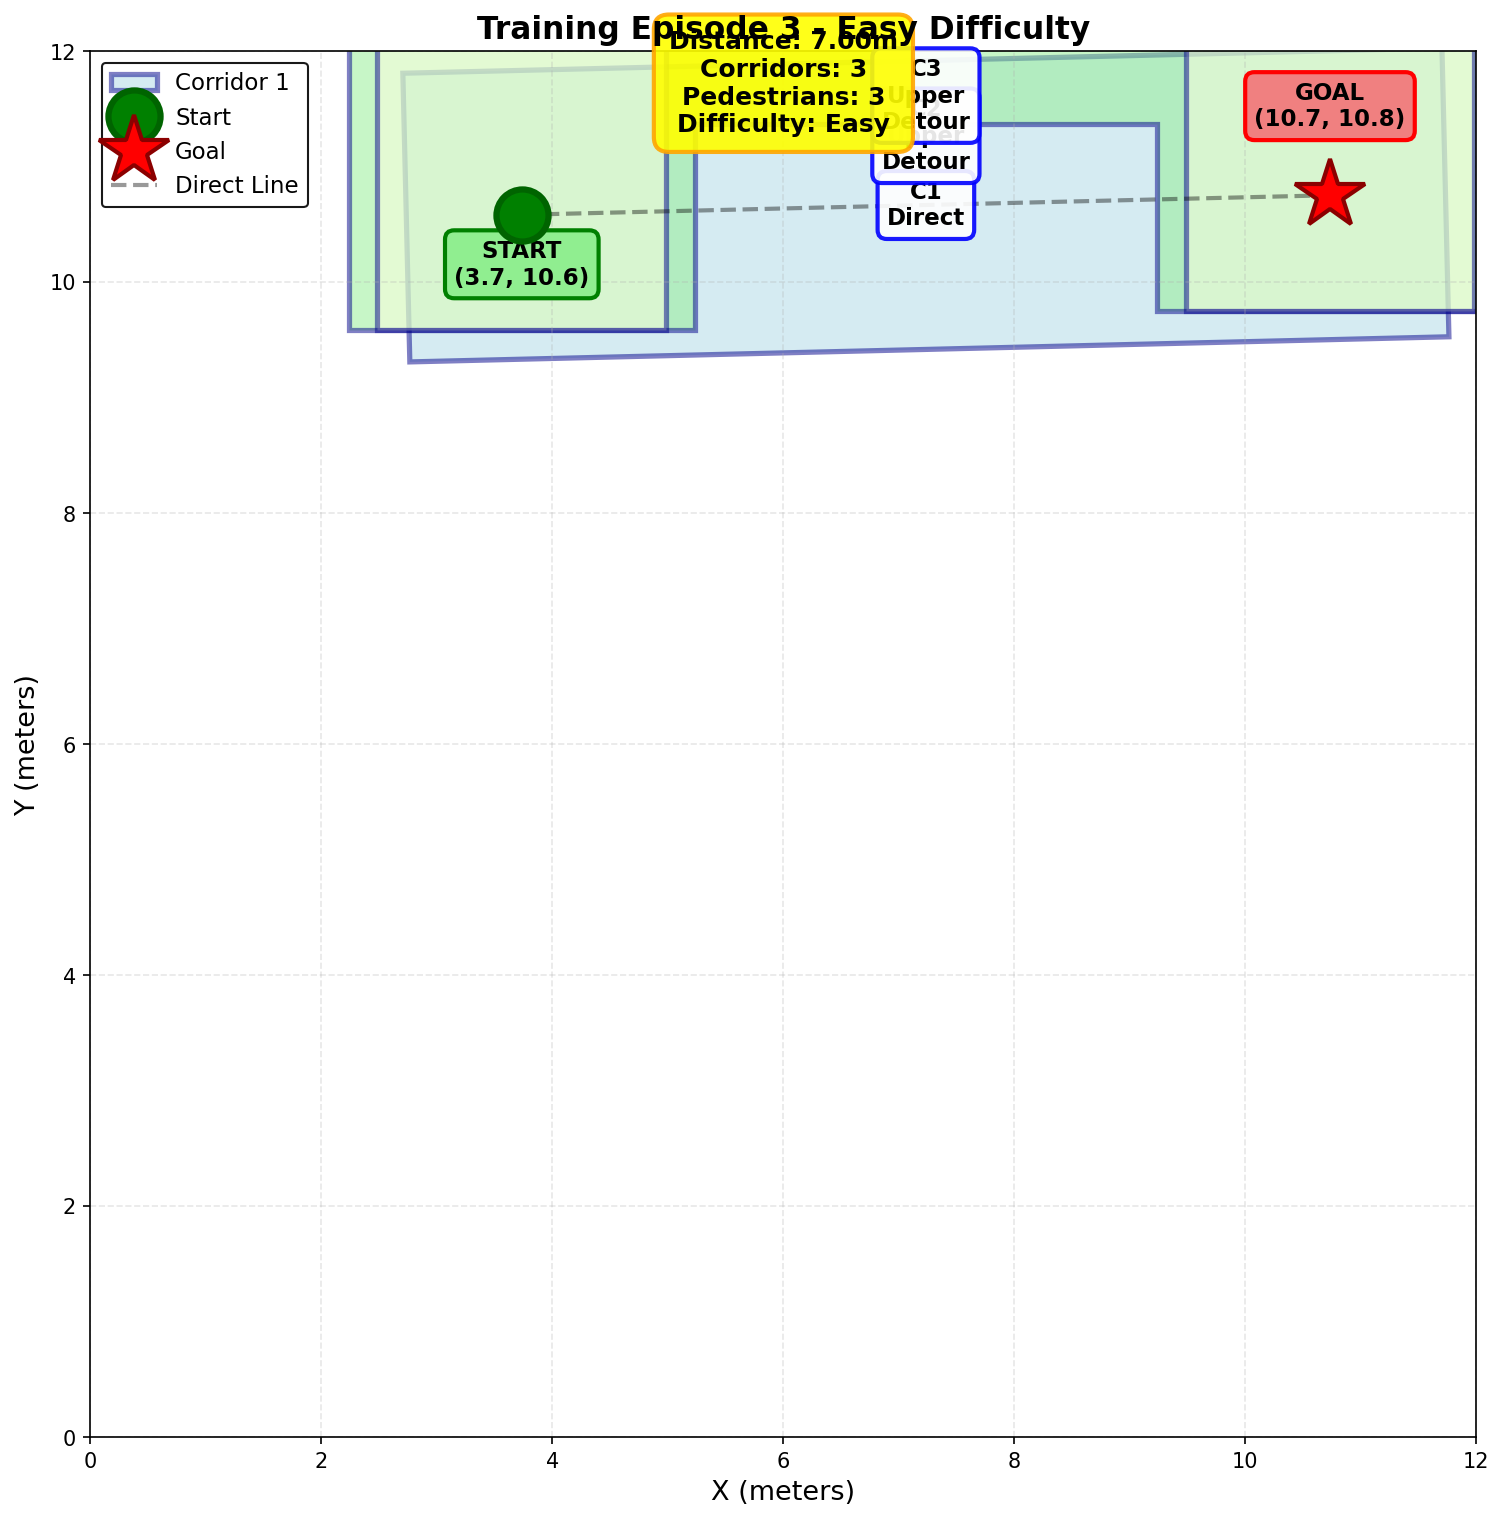 Training Episode 3 - Easy Difficulty
Distance: 7.00m
Corridors: 3
Pedestrians: 3
Difficulty: Easy
Corridor 1
Start
Goal
Direct Line
C3
Upper
Detour
Detour
C1
Direct
GOAL
(10.7, 10.8)
START
(3.7, 10.6)
12
10
8
6
4
2
0
Y (meters)
0 2 4 6 8 10 12
X (meters)